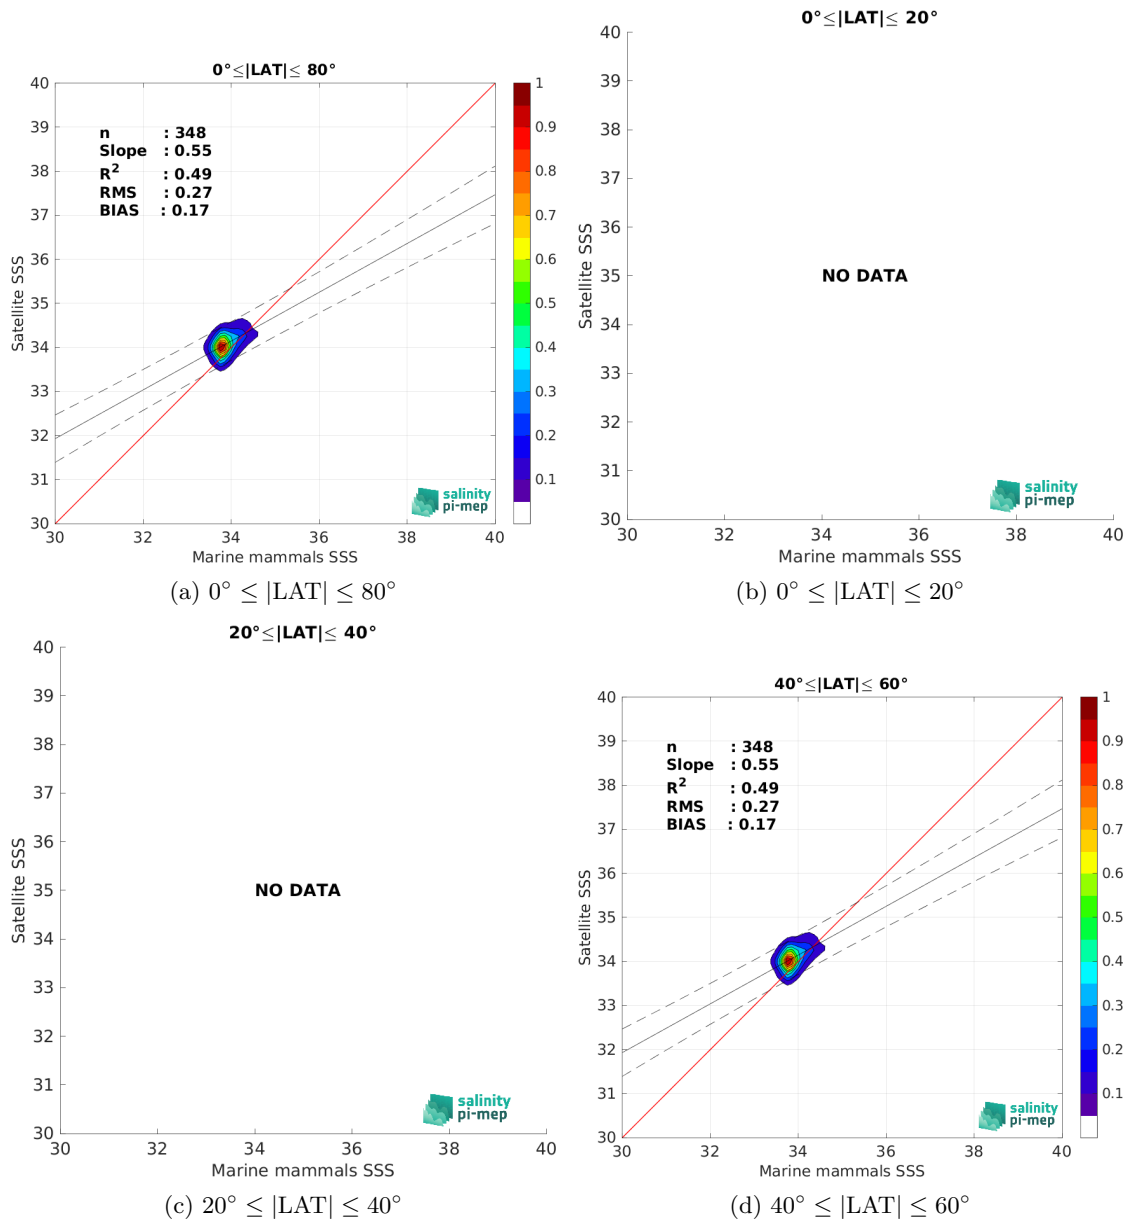 0°≤|LAT|≤ 80°
40
39
38
37
36
35
34
33
32
31
30
n : 348
Slope : 0.55
R² : 0.49
RMS : 0.27
BIAS : 0.17
Satellite SSS
30 32 34 36 38 40
Marine mammals SSS
1
0.9
0.8
0.7
0.6
0.5
0.4
0.3
0.2
0.1
salinity
pi-mep
(a) 0° ≤ |LAT| ≤ 80°
0°≤|LAT|≤ 20°
40
39
38
37
36
35
34
33
32
31
30
Satellite SSS
NO DATA
salinity
pi-mep
30 32 34 36 38 40
Marine mammals SSS
(b) 0° ≤ |LAT| ≤ 20°
20°≤|LAT|≤ 40°
40
39
38
37
36
35
34
33
32
31
30
Satellite SSS
NO DATA
salinity
pi-mep
30 32 34 36 38 40
Marine mammals SSS
(c) 20° ≤ |LAT| ≤ 40°
40°≤|LAT|≤ 60°
40
39
38
37
36
35
34
33
32
31
30
n : 348
Slope : 0.55
R² : 0.49
RMS : 0.27
BIAS : 0.17
Satellite SSS
30 32 34 36 38 40
Marine mammals SSS
1
0.9
0.8
0.7
0.6
0.5
0.4
0.3
0.2
0.1
salinity
pi-mep
(d) 40° ≤ |LAT| ≤ 60°